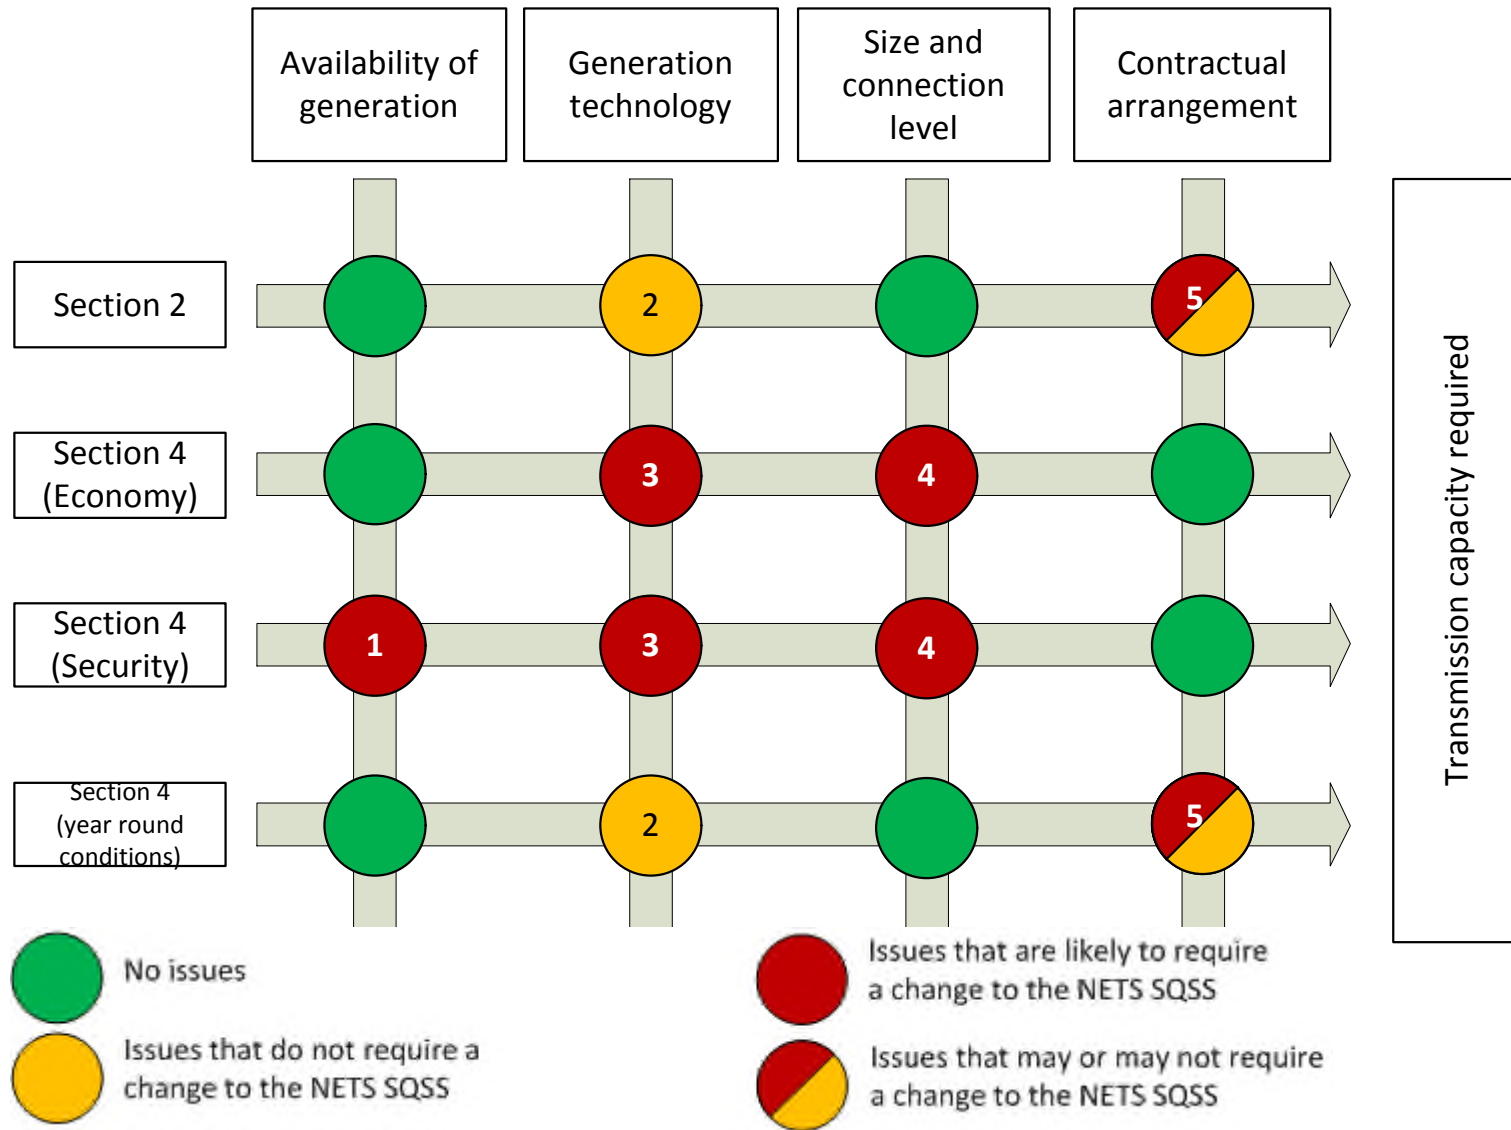 Availability of
generation
Generation
technology
Size and
connection
level
Contractual
arrangement
Section 2
2
5
Section 4
(Economy)
3
4
Section 4
(Security)
1
3
4
Section 4
(year round
conditions)
2
5
Transmission capacity required
No issues
Issues that do not require a
change to the NETS SQSS
Issues that are likely to require
a change to the NETS SQSS
Issues that may or may not require
a change to the NETS SQSS